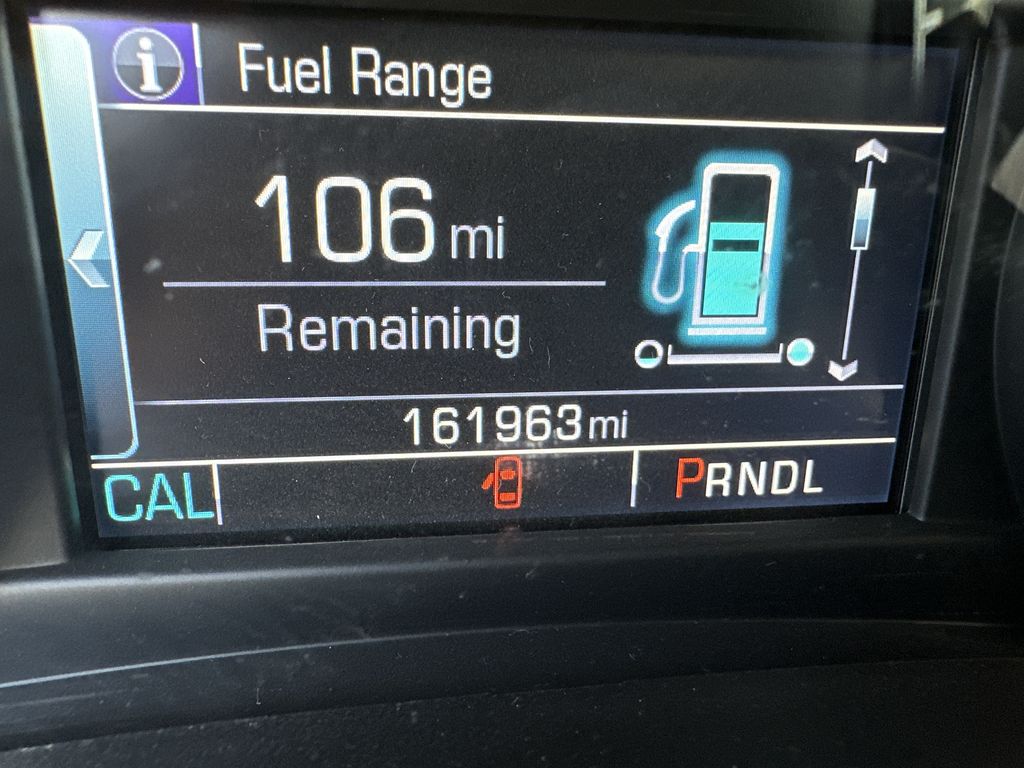 i Fuel Range
106 mi
Remaining
161963 mi
CAL PRNDL